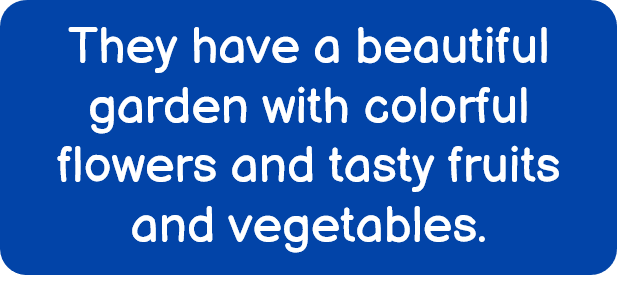 They have a beautiful
garden with colorful
flowers and tasty fruits
and vegetables.